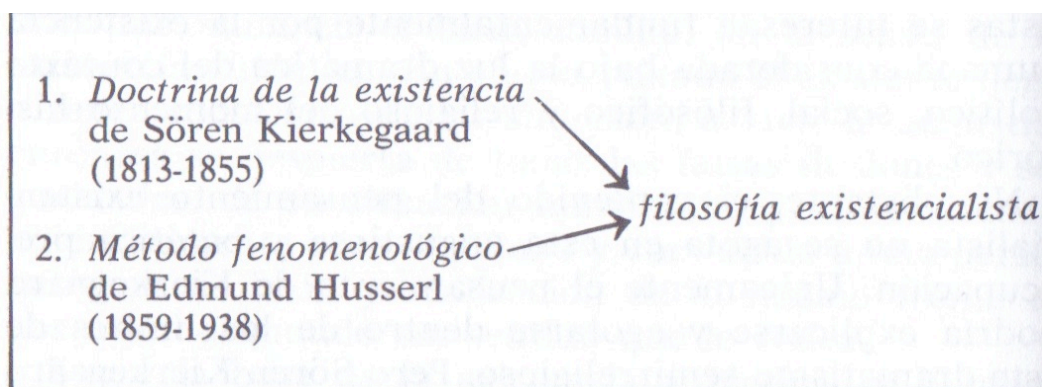 1. Doctrina de la existencia
de Sören Kierkegaard
(1813-1855)
filosofía existencialista
2. Método fenomenológico
de Edmund Husserl
(1859-1938)